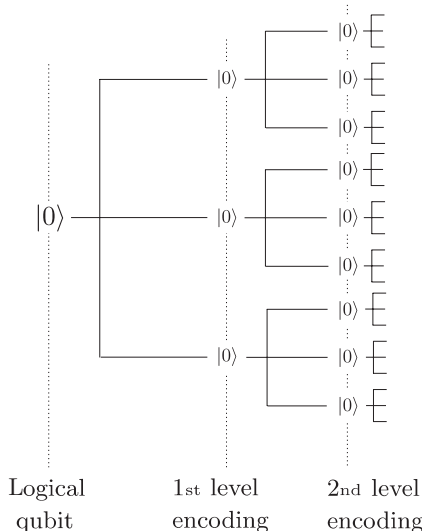 |0⟩
|0⟩
|0⟩
|0⟩
|0⟩
|0⟩
|0⟩
|0⟩
|0⟩
|0⟩
|0⟩
|0⟩
|0⟩
Logical
qubit
1st level
encoding
2nd level
encoding